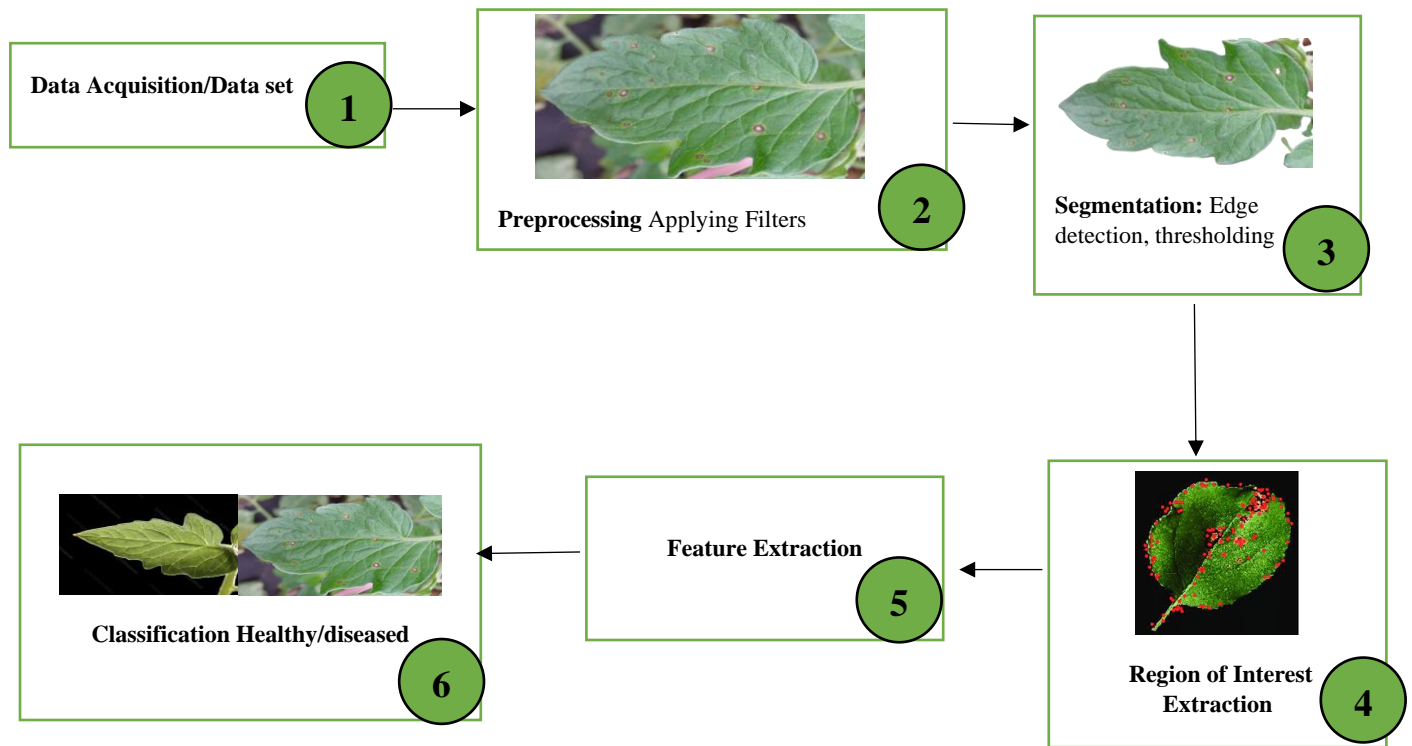 Data Acquisition/Data set
1
Preprocessing Applying Filters
2
Segmentation: Edge
detection, thresholding
3
Region of Interest
Extraction
4
Feature Extraction
5
Classification Healthy/diseased
6